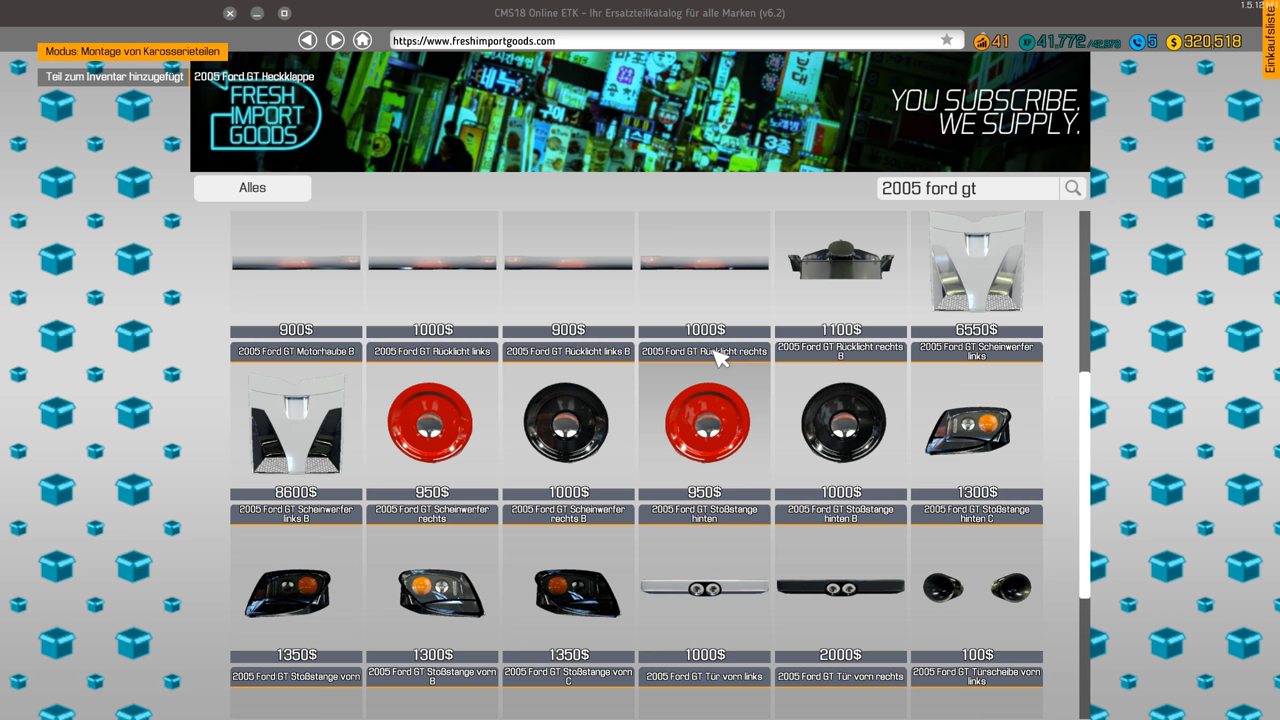 CMS18 Online ETK - Ihr Ersatzteilkatalog für alle Marken (v6.2)
https://www.freshimportgoods.com
41
XP 41,772
5
$ 320,518
Einkaufsliste
Modus: Montage von Karosserieteilen
Teil zum Inventar hinzugefügt
2005 Ford GT Heckklappe
FRESH
IMPORT
GOODS
YOU SUBSCRIBE.
WE SUPPLY.
Alles
2005 ford gt
900$
1000$
900$
1000$
1100$
6550$
2005 Ford GT Motorhaube B
2005 Ford GT Rücklicht links
2005 Ford GT Rücklicht links B
2005 Ford GT Rücklicht rechts
2005 Ford GT Rücklicht rechts
B
2005 Ford GT Scheinwerfer
links
8600$
950$
1000$
950$
1000$
1300$
2005 Ford GT Scheinwerfer
links B
2005 Ford GT Scheinwerfer
rechts
2005 Ford GT Scheinwerfer
rechts B
2005 Ford GT Stoßstange
hinten
2005 Ford GT Stoßstange
hinten B
2005 Ford GT Stoßstange
hinten C
1350$
1300$
1350$
1000$
2000$
100$
2005 Ford GT Stoßstange vorn
2005 Ford GT Stoßstange vorn
B
2005 Ford GT Stoßstange vorn
C
2005 Ford GT Tür vorn links
2005 Ford GT Tür vorn rechts
2005 Ford GT Türscheibe vorn
links